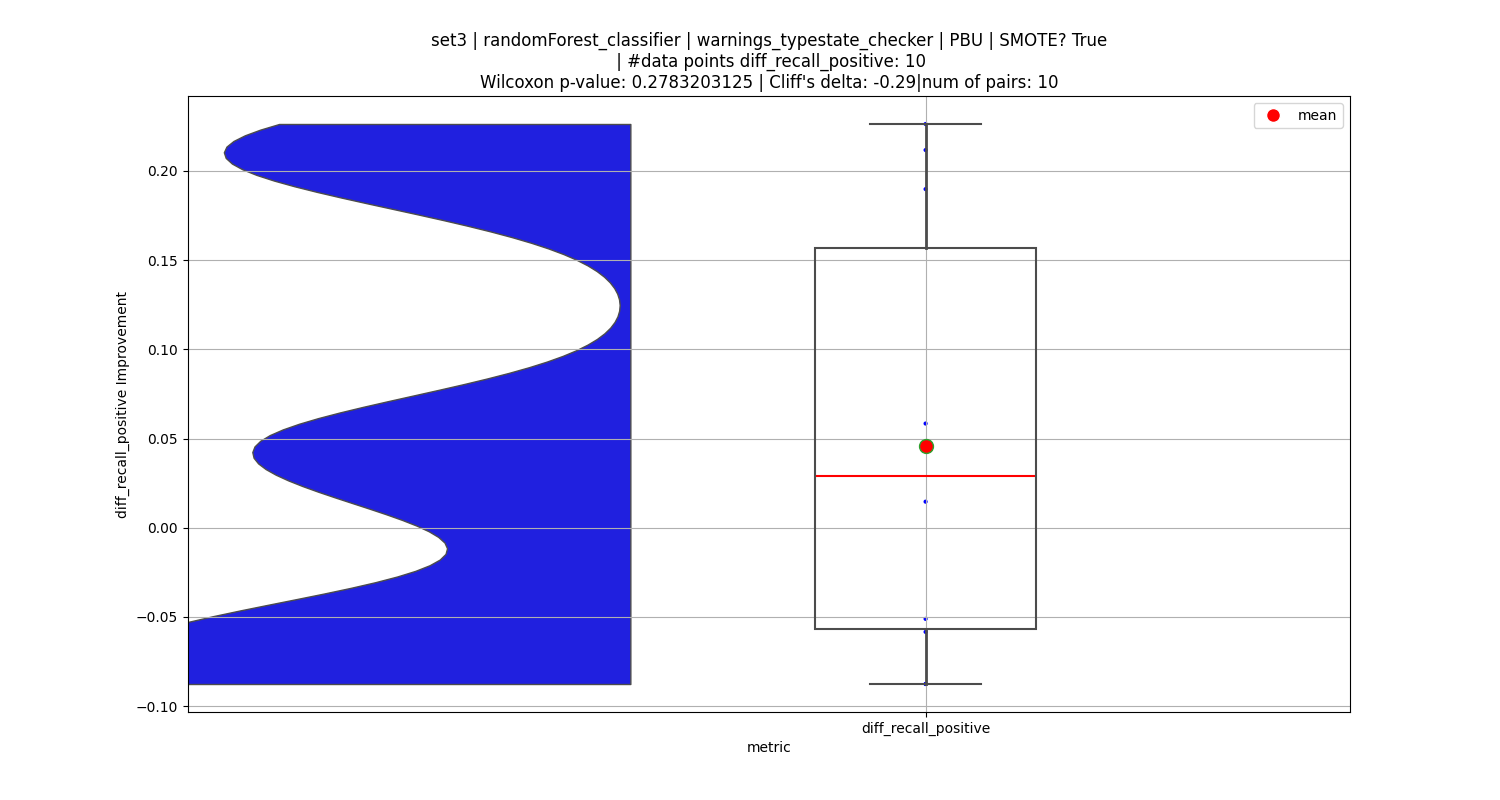 set3 | randomForest_classifier | warnings_typestate_checker | PBU | SMOTE? True
| #data points diff_recall_positive: 10
Wilcoxon p-value: 0.2783203125 | Cliff's delta: -0.29|num of pairs: 10
mean
0.20
0.15
0.10
0.05
0.00
−0.05
−0.10
diff_recall_positive Improvement
diff_recall_positive
metric